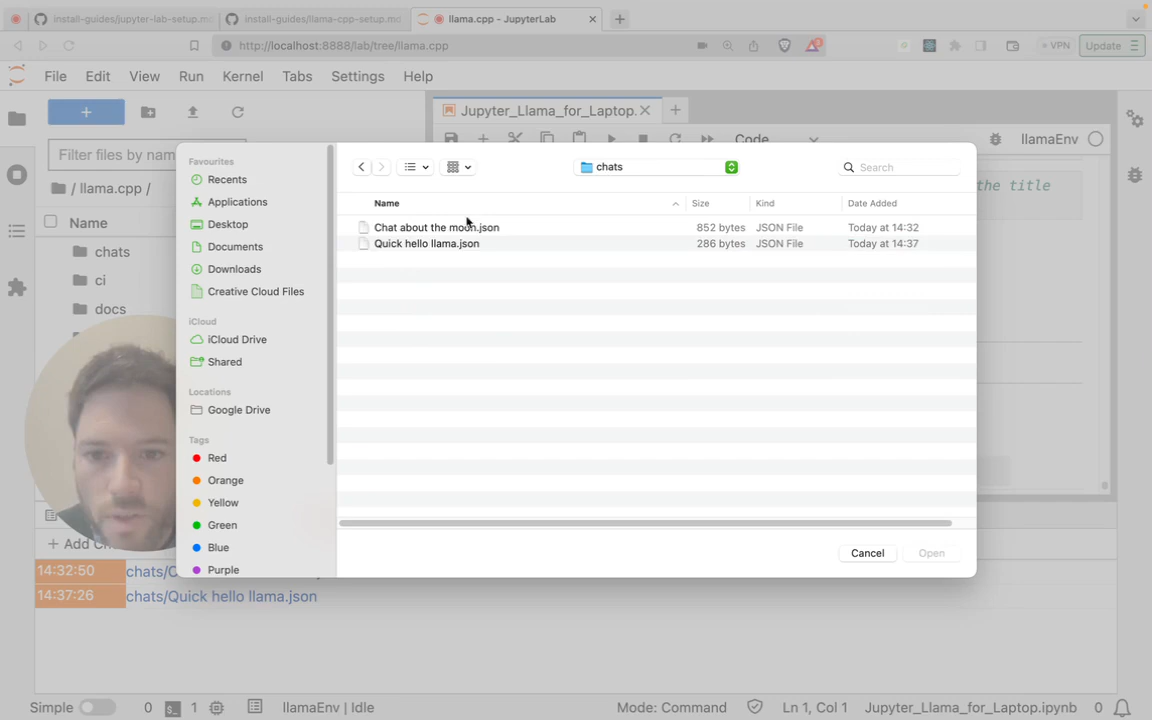 install-guides/jupyter-lab-setup.m
install-guides/llama-cpp-setup.md
llama.cpp - JupyterLab
http://localhost:8888/lab/tree/llama.cpp
VPN
Update
File
Edit
View
Run
Kernel
Tabs
Settings
Help
Jupyter_Llama_for_Laptop.
Code
llamaEnv
Filter files by nam
/ llama.cpp /
Name
chats
ci
docs
the title
Favourites
Recents
Applications
Desktop
Documents
Downloads
Creative Cloud Files
iCloud
iCloud Drive
Shared
Locations
Google Drive
Tags
Red
Orange
Yellow
Green
Blue
Purple
chats
Search
Name
Size
Kind
Date Added
Chat about the moon.json
852 bytes
JSON File
Today at 14:32
Quick hello llama.json
286 bytes
JSON File
Today at 14:37
Cancel
Open
+ Add C
14:32:50
chats/C
14:37:26
chats/Quick hello llama.json
Simple
0
1
llamaEnv | Idle
Mode: Command
Ln 1, Col 1
Jupyter_Llama_for_Laptop.ipynb
0